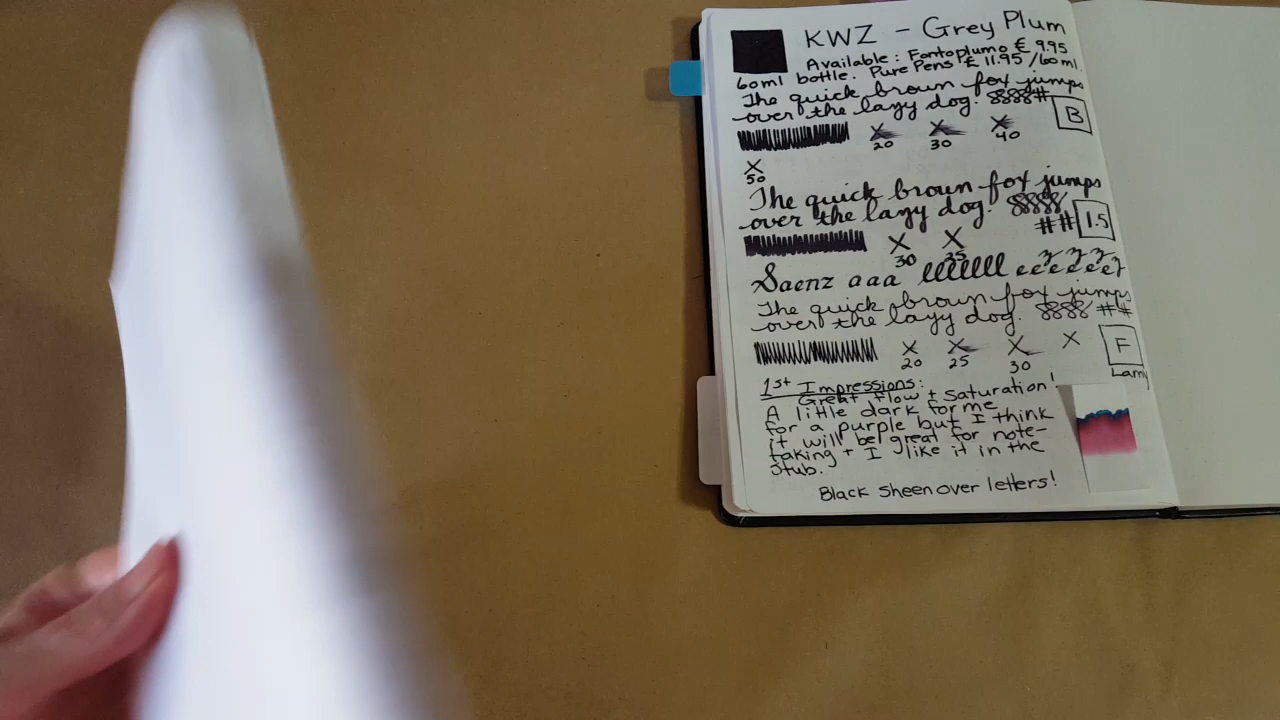 KWZ - Grey Plum
Available: Fontoplumo € 9.95
60ml bottle. Pure Pens £ 11.95 /60ml.
The quick brown fox jumps
over the lazy dog. 8888#
B
X X X
20 30 40
X
50
The quick brown fox jumps
over the lazy dog. 8888
## 1.5
X X
30 35
Saenz aaa llllllll eeeeee
The quick brown fox jumps
over the lazy dog. 8888 ##
X X X X F
20 25 30
Lamy
1st Impressions:
Great flow + saturation!
A little dark for me
for a purple but I think
it will be great for note-
taking + I like it in the
stub.
Black sheen over letters!